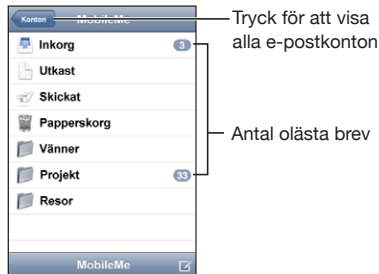 Konton
MobileMe
Tryck för att visa
alla e-postkonton
Inkorg 3
Utkast
Skickat
Papperskorg
Antal olästa brev
Vänner
Projekt 33
Resor
MobileMe